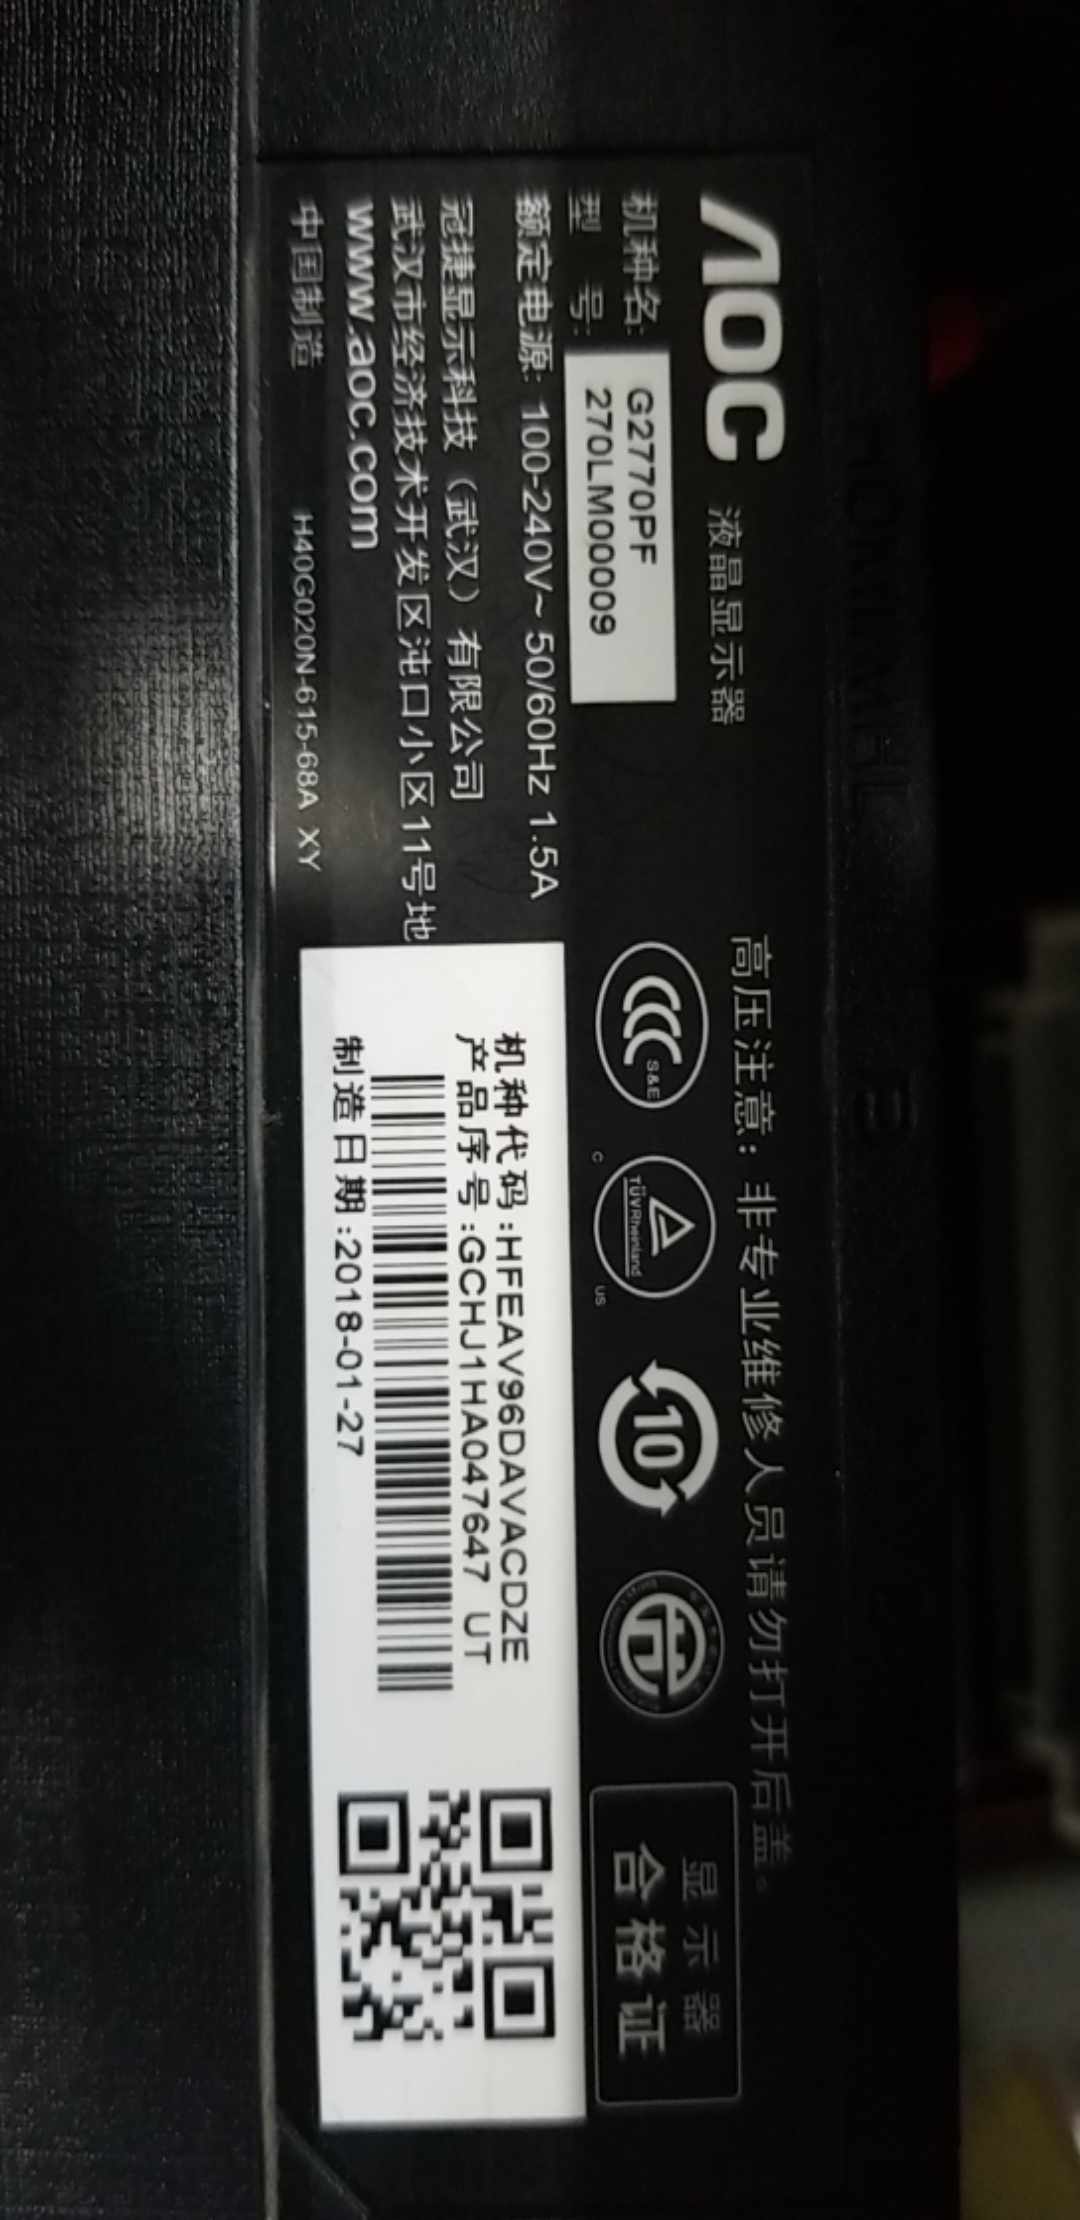 AOC 液晶显示器
机种名: G2770PF
型 号: 270LM00009
额定电源: 100-240V~ 50/60Hz 1.5A
冠捷显示科技（武汉）有限公司
武汉市经济技术开发区沌口小区11号地
www.aoc.com
中国制造 H40G020N-615-68A XY
高压注意: 非专业维修人员请勿打开后盖。
S&E
TÜVRheinland
C US
10
显示器
合格证
机种代码:HFEAV96DAVACDZE
产品序号:GCHJ1HA047647 UT
制造日期:2018-01-27